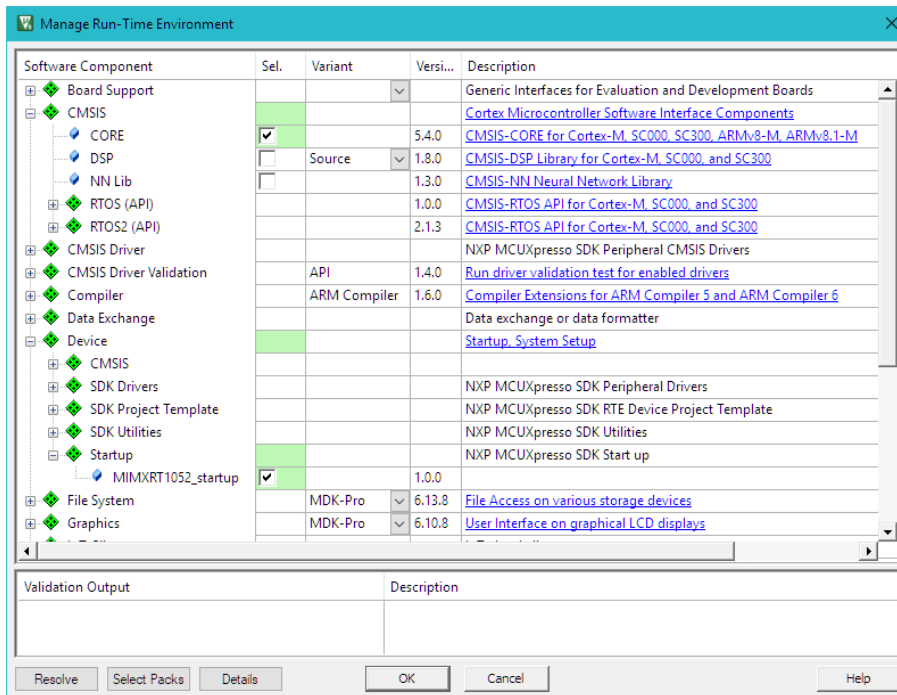 Manage Run-Time Environment
Software Component Sel. Variant Versi... Description
Board Support Generic Interfaces for Evaluation and Development Boards
CMSIS Cortex Microcontroller Software Interface Components
CORE 5.4.0 CMSIS-CORE for Cortex-M, SC000, SC300, ARMv8-M, ARMv8.1-M
DSP Source 1.8.0 CMSIS-DSP Library for Cortex-M, SC000, and SC300
NN Lib 1.3.0 CMSIS-NN Neural Network Library
RTOS (API) 1.0.0 CMSIS-RTOS API for Cortex-M, SC000, and SC300
RTOS2 (API) 2.1.3 CMSIS-RTOS API for Cortex-M, SC000, and SC300
CMSIS Driver NXP MCUXpresso SDK Peripheral CMSIS Drivers
CMSIS Driver Validation API 1.4.0 Run driver validation test for enabled drivers
Compiler ARM Compiler 1.6.0 Compiler Extensions for ARM Compiler 5 and ARM Compiler 6
Data Exchange Data exchange or data formatter
Device Startup, System Setup
CMSIS
SDK Drivers NXP MCUXpresso SDK Peripheral Drivers
SDK Project Template NXP MCUXpresso SDK RTE Device Project Template
SDK Utilities NXP MCUXpresso SDK Utilities
Startup NXP MCUXpresso SDK Start up
MIMXRT1052_startup 1.0.0
File System MDK-Pro 6.13.8 File Access on various storage devices
Graphics MDK-Pro 6.10.8 User Interface on graphical LCD displays
Validation Output Description
Resolve Select Packs Details OK Cancel Help